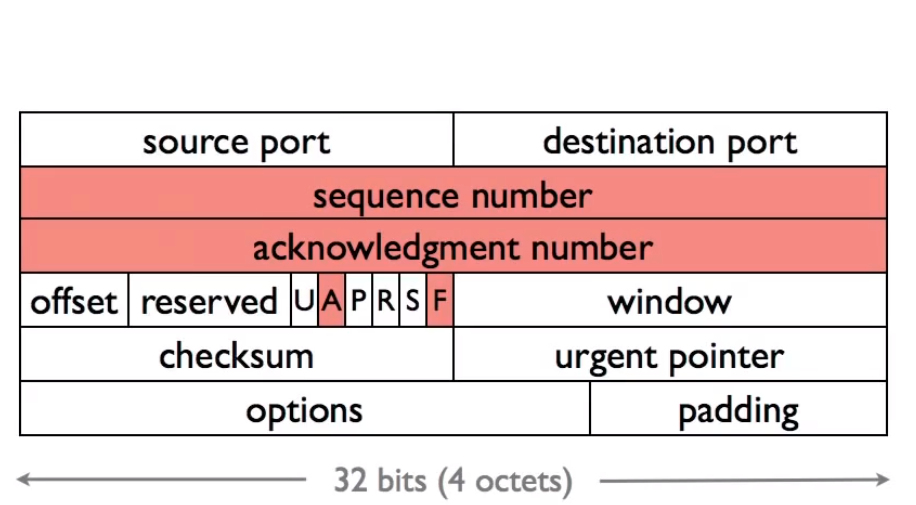 source port destination port
sequence number
acknowledgment number
offset reserved U A P R S F window
checksum urgent pointer
options padding
32 bits (4 octets)